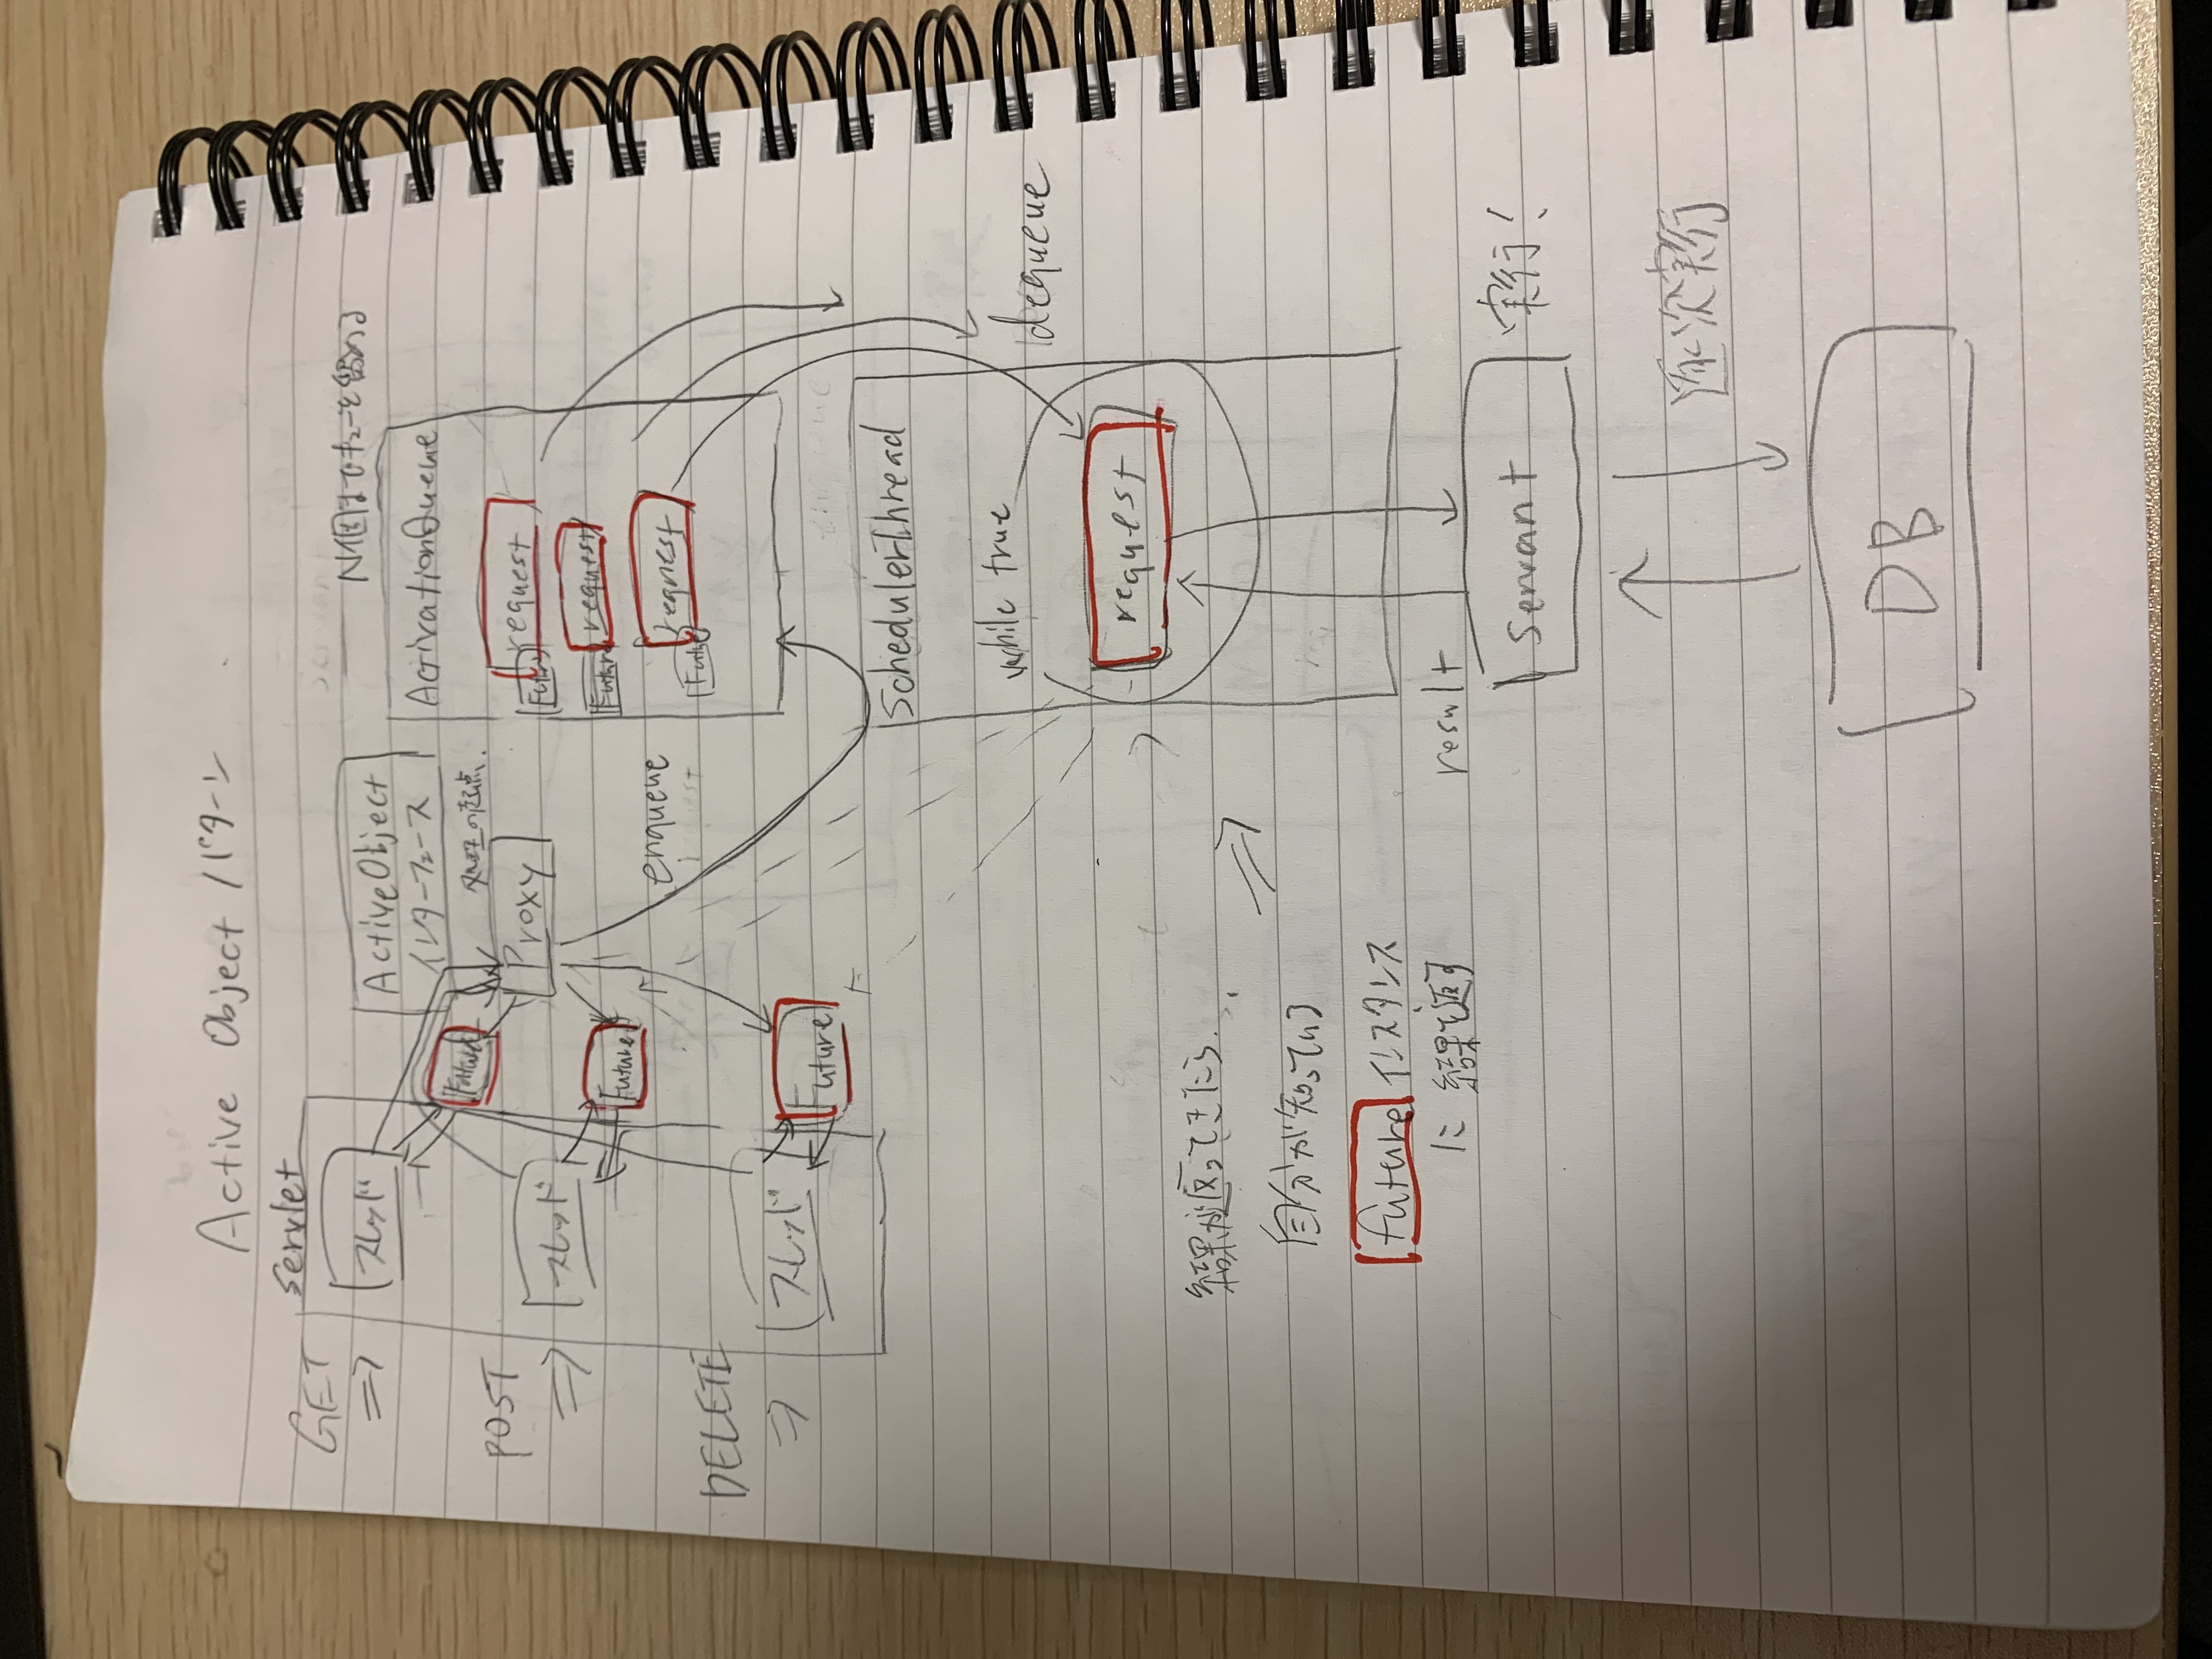 Active Object パターン
Servlet
GET
スレッド
ActiveObject
インターフェース
N個までキューを留める
ActivationQueue
Future
処理の起点.
POST
スレッド
Proxy
request
Future
request
Future
Future
enqueue
request
Future
DELETE
スレッド
Future
SchedulerThread
while true
dequeue
request
結果が返ってきたら、
自分が知っている
future インスタンス
に 結果を返す
result
Servant
実行!
逐次実行
DB